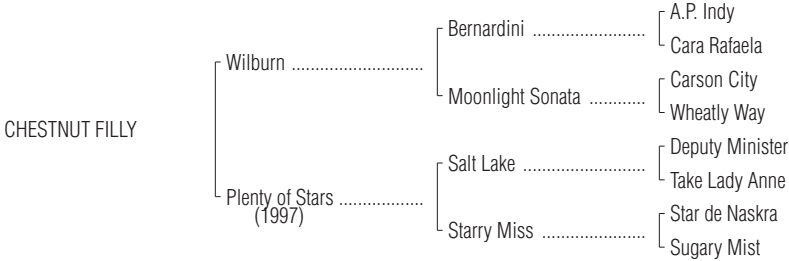 A.P. Indy
Bernardini ........................
Cara Rafaela
Wilburn ............................
Carson City
Moonlight Sonata ............
Wheatly Way
CHESTNUT FILLY
Deputy Minister
Salt Lake ..........................
Take Lady Anne
Plenty of Stars ..................
(1997)
Star de Naskra
Starry Miss ......................
Sugary Mist